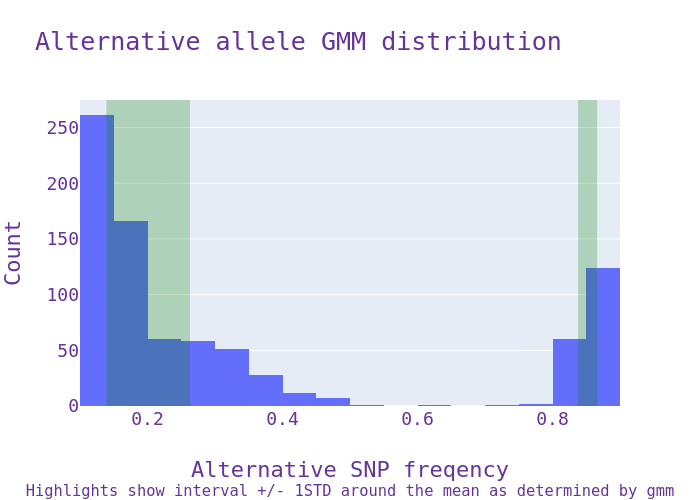 Alternative allele GMM distribution
250
200
150
100
50
0
Count
0.2 0.4 0.6 0.8
Alternative SNP freqency
Highlights show interval +/- 1STD around the mean as determined by gmm